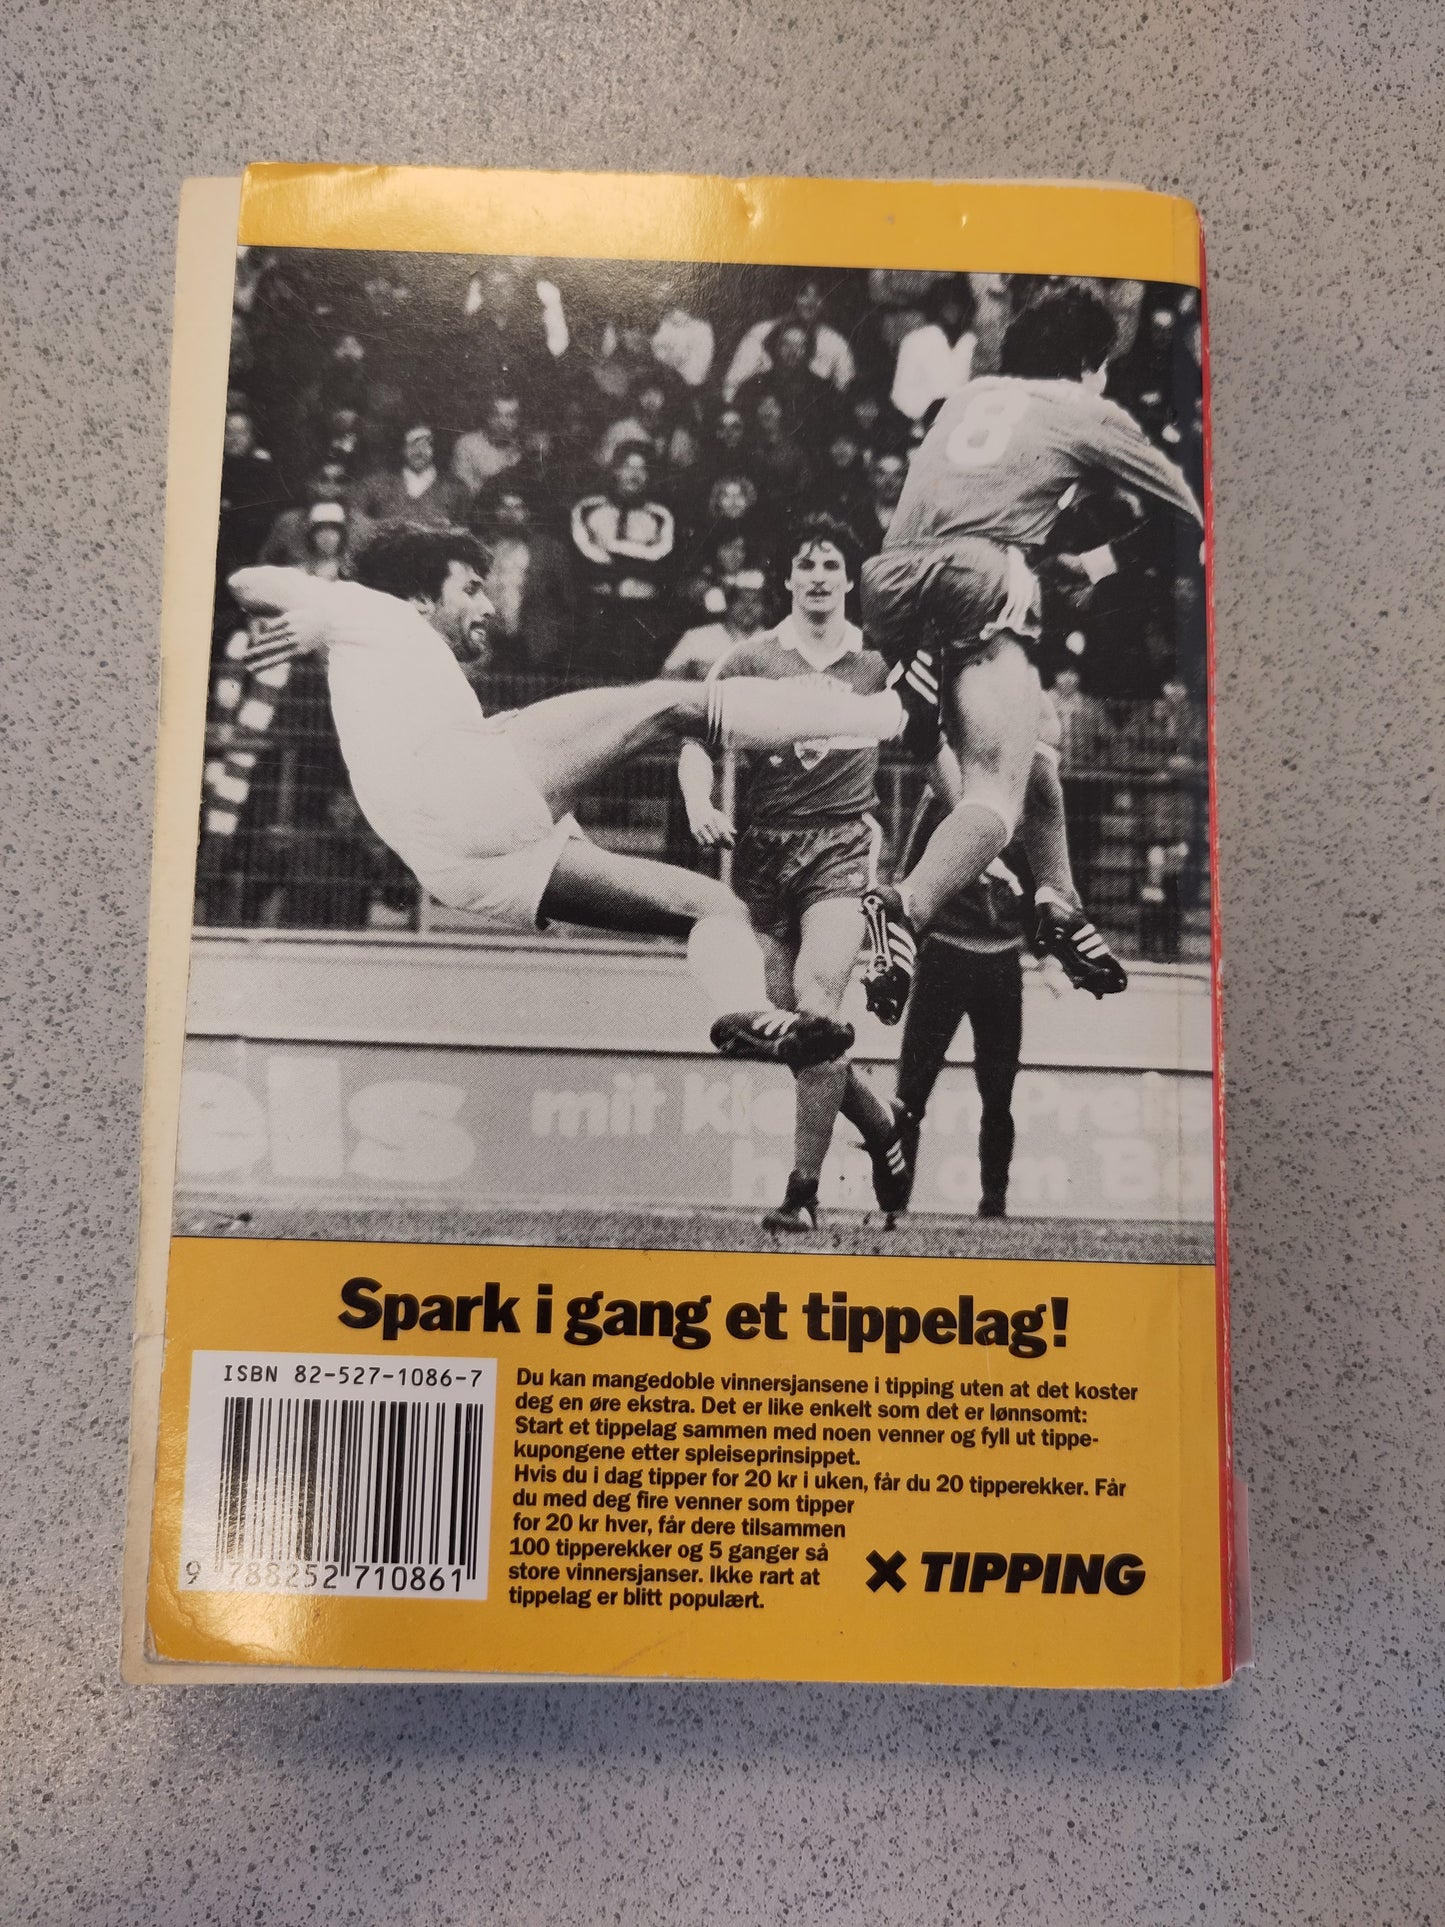 8
eis
mit
Preis
Spark i gang et tippelag!
ISBN 82-527-1086-7
9 788252 710861
Du kan mangedoble vinnersjansene i tipping uten at det koster
deg en øre ekstra. Det er like enkelt som det er lønnsomt:
Start et tippelag sammen med noen venner og fyll ut tippe-
kupongene etter spleiseprinsippet.
Hvis du i dag tipper for 20 kr i uken, får du 20 tipperekker. Får
du med deg fire venner som tipper
for 20 kr hver, får dere tilsammen
100 tipperekker og 5 ganger så
store vinnersjanser. Ikke rart at
tippelag er blitt populært.
X TIPPING